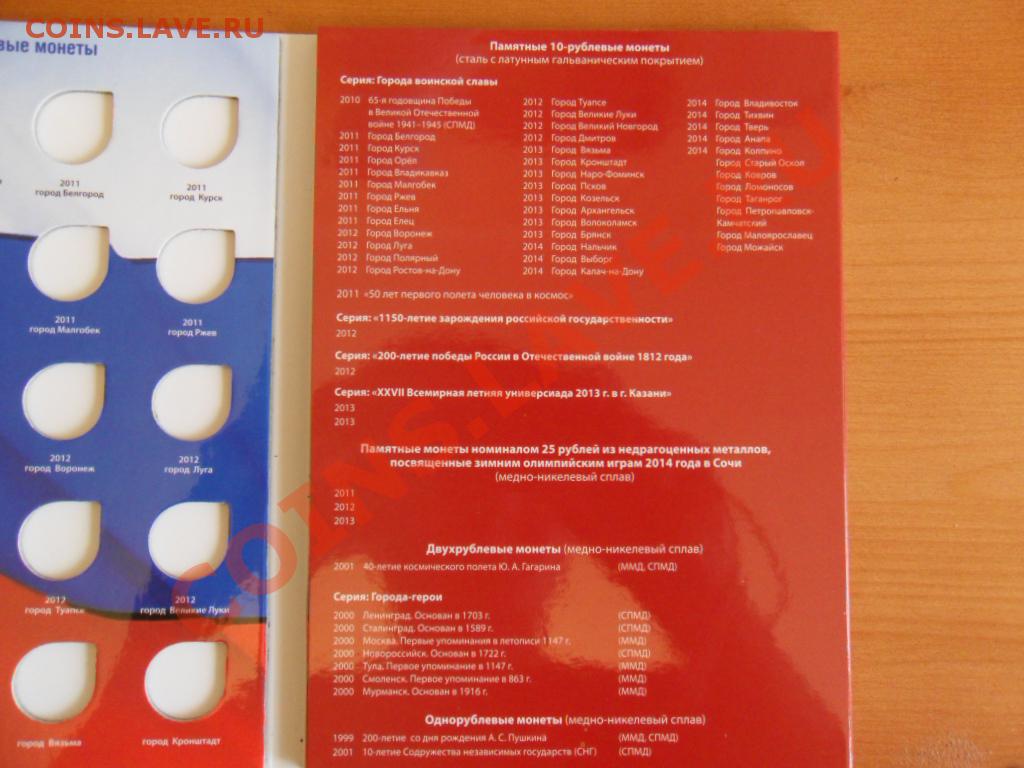 COINS.LAVE.RU
вые монеты
2011
город Белгород
2011
город Курск
2011
город Малгобек
2011
город Ржев
2012
город Воронеж
2012
город Луга
2012
город Туапсе
2012
город Великие Луки
город Вязьма
город Кронштадт
Памятные 10-рублевые монеты
(сталь с латунным гальваническим покрытием)
Серия: Города воинской славы
2010 65-я годовщина Победы
в Великой Отечественной
войне 1941–1945 (СПМД)
2011 Город Белгород
2011 Город Курск
2011 Город Орёл
2011 Город Владикавказ
2011 Город Малгобек
2011 Город Ржев
2011 Город Ельня
2011 Город Елец
2012 Город Воронеж
2012 Город Луга
2012 Город Полярный
2012 Город Ростов-на-Дону
2012 Город Туапсе
2012 Город Великие Луки
2012 Город Великий Новгород
2012 Город Дмитров
2013 Город Вязьма
2013 Город Кронштадт
2013 Город Наро-Фоминск
2013 Город Псков
2013 Город Козельск
2013 Город Архангельск
2013 Город Волоколамск
2013 Город Брянск
2014 Город Нальчик
2014 Город Выборг
2014 Город Калач-на-Дону
2014 Город Владивосток
2014 Город Тихвин
2014 Город Тверь
2014 Город Анапа
2014 Город Колпино
Город Старый Оскол
Город Ковров
Город Ломоносов
Город Таганрог
Город Петропавловск-
Камчатский
Город Малоярославец
Город Можайск
2011 «50 лет первого полета человека в космос»
Серия: «1150-летие зарождения российской государственности»
2012
Серия: «200-летие победы России в Отечественной войне 1812 года»
2012
Серия: «XXVII Всемирная летняя универсиада 2013 г. в г. Казани»
2013
2013
Памятные монеты номиналом 25 рублей из недрагоценных металлов,
посвященные зимним олимпийским играм 2014 года в Сочи
(медно-никелевый сплав)
2011
2012
2013
Двухрублевые монеты (медно-никелевый сплав)
2001 40-летие космического полета Ю. А. Гагарина (ММД, СПМД)
Серия: Города-герои
2000 Ленинград. Основан в 1703 г. (СПМД)
2000 Сталинград. Основан в 1589 г. (СПМД)
2000 Москва. Первые упоминания в летописи 1147 г. (ММД)
2000 Новороссийск. Основан в 1722 г. (СПМД)
2000 Тула. Первое упоминание в 1147 г. (ММД)
2000 Смоленск. Первое упоминание в 863 г. (ММД)
2000 Мурманск. Основан в 1916 г. (ММД)
Однорублевые монеты (медно-никелевый сплав)
1999 200-летие со дня рождения А. С. Пушкина (ММД, СПМД)
2001 10-летие Содружества независимых государств (СНГ) (СПМД)
COINS.LAVE.RU